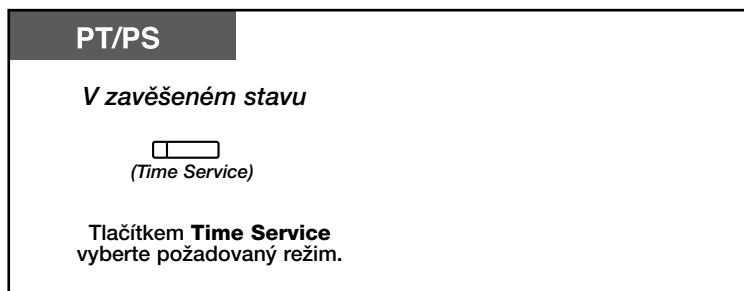 PT/PS
V zavěšeném stavu
(Time Service)
Tlačítkem Time Service
vyberte požadovaný režim.